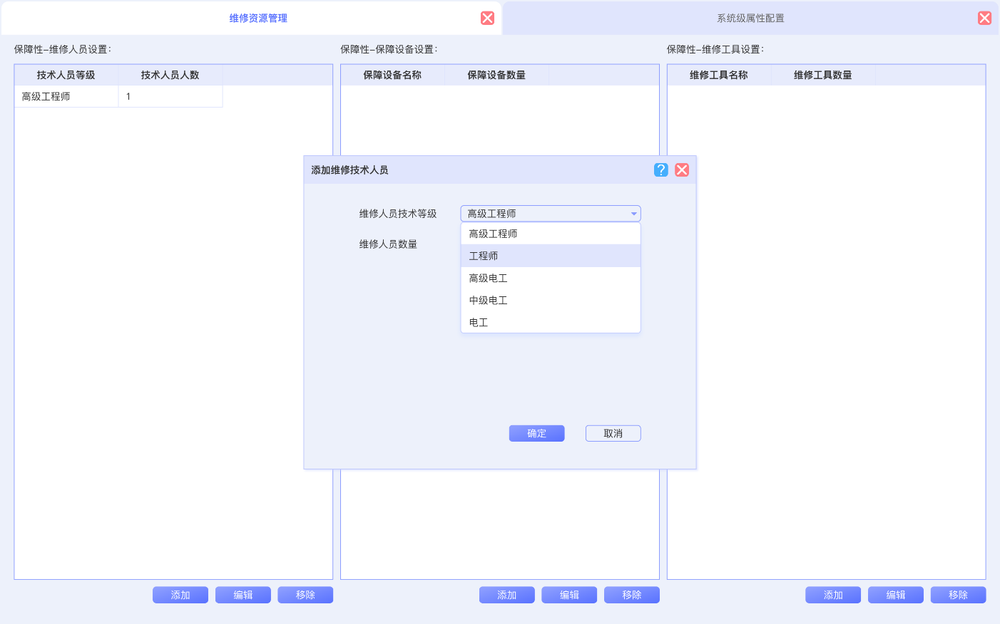 维修资源管理
系统级属性配置
保障性-维修人员设置:
保障性-保障设备设置:
保障性-维修工具设置:
技术人员等级 技术人员人数
保障设备名称 保障设备数量
维修工具名称 维修工具数量
高级工程师 1
添加维修技术人员
?
维修人员技术等级 高级工程师
高级工程师
维修人员数量
工程师
高级电工
中级电工
电工
确定 取消
添加 编辑 移除
添加 编辑 移除
添加 编辑 移除